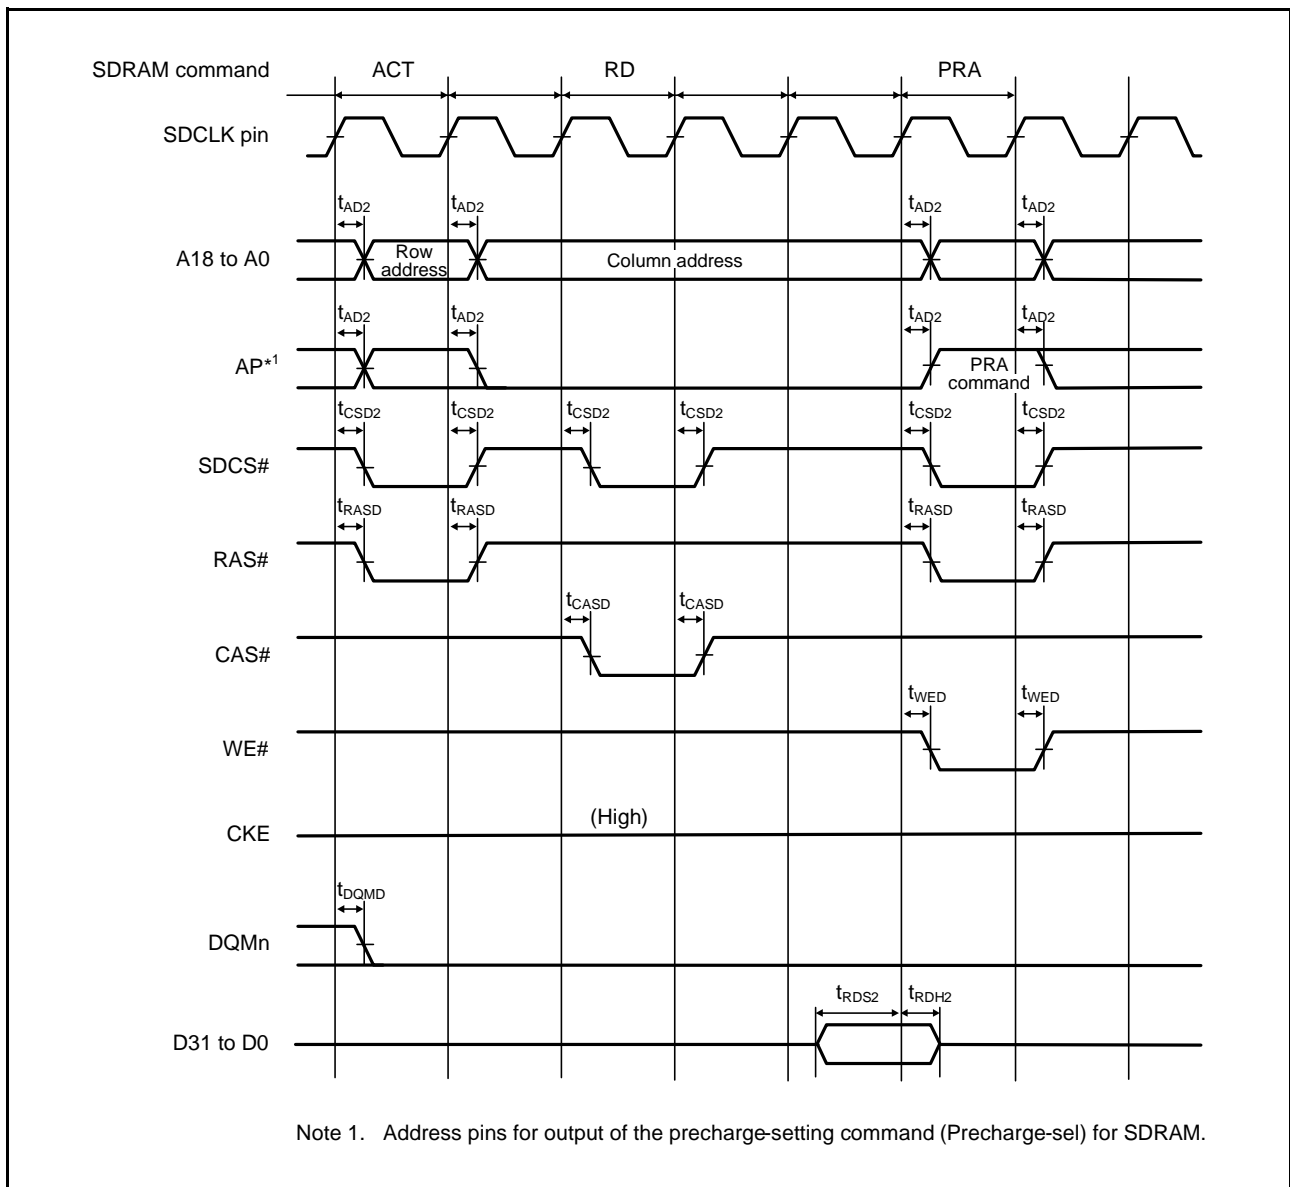 SDRAM command ACT RD PRA
SDCLK pin
tAD2 tAD2 tAD2 tAD2
A18 to A0 Row address Column address
tAD2 tAD2 tAD2 tAD2
AP*1 PRA command
tCSD2 tCSD2 tCSD2 tCSD2 tCSD2 tCSD2
SDCS#
tRASD tRASD tRASD tRASD
RAS#
tCASD tCASD
CAS#
tWED tWED
WE#
(High)
CKE
tDQMD
DQMn
tRDS2 tRDH2
D31 to D0
Note 1. Address pins for output of the precharge-setting command (Precharge-sel) for SDRAM.